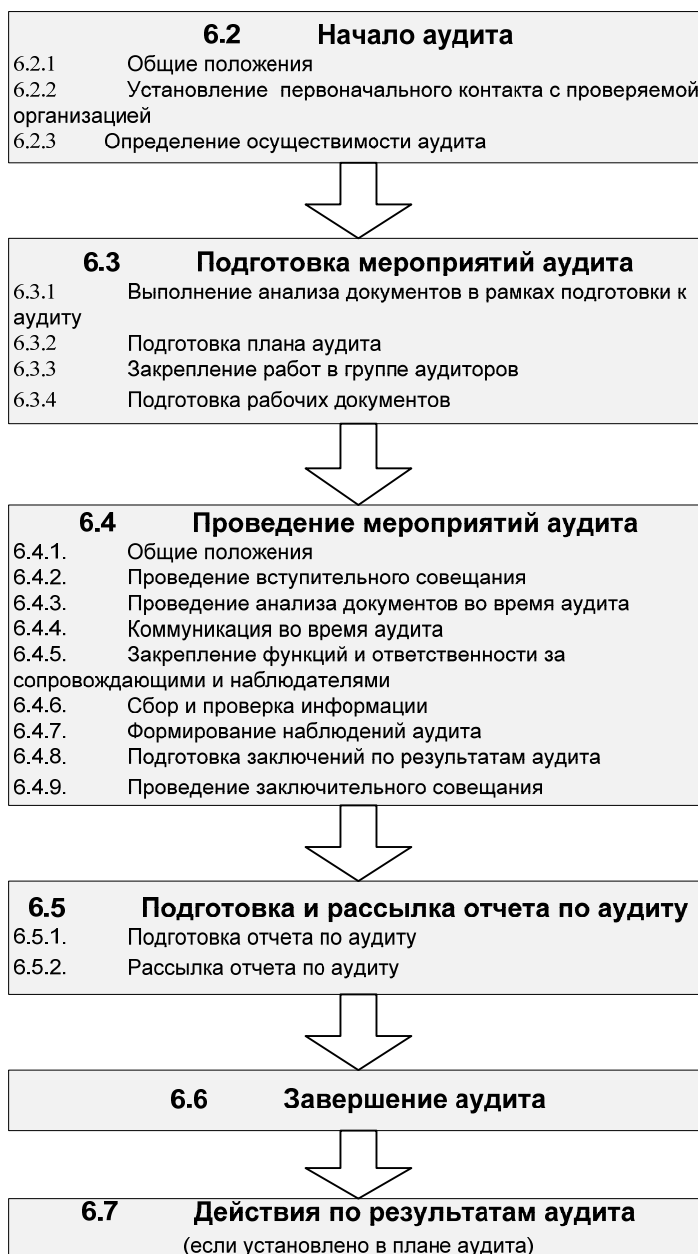 6.2 Начало аудита
6.2.1 Общие положения
6.2.2 Установление первоначального контакта с проверяемой
организацией
6.2.3 Определение осуществимости аудита
6.3 Подготовка мероприятий аудита
6.3.1 Выполнение анализа документов в рамках подготовки к
аудиту
6.3.2 Подготовка плана аудита
6.3.3 Закрепление работ в группе аудиторов
6.3.4 Подготовка рабочих документов
6.4 Проведение мероприятий аудита
6.4.1. Общие положения
6.4.2. Проведение вступительного совещания
6.4.3. Проведение анализа документов во время аудита
6.4.4. Коммуникация во время аудита
6.4.5. Закрепление функций и ответственности за
сопровождающими и наблюдателями
6.4.6. Сбор и проверка информации
6.4.7. Формирование наблюдений аудита
6.4.8. Подготовка заключений по результатам аудита
6.4.9. Проведение заключительного совещания
6.5 Подготовка и рассылка отчета по аудиту
6.5.1. Подготовка отчета по аудиту
6.5.2. Рассылка отчета по аудиту
6.6 Завершение аудита
6.7 Действия по результатам аудита
(если установлено в плане аудита)